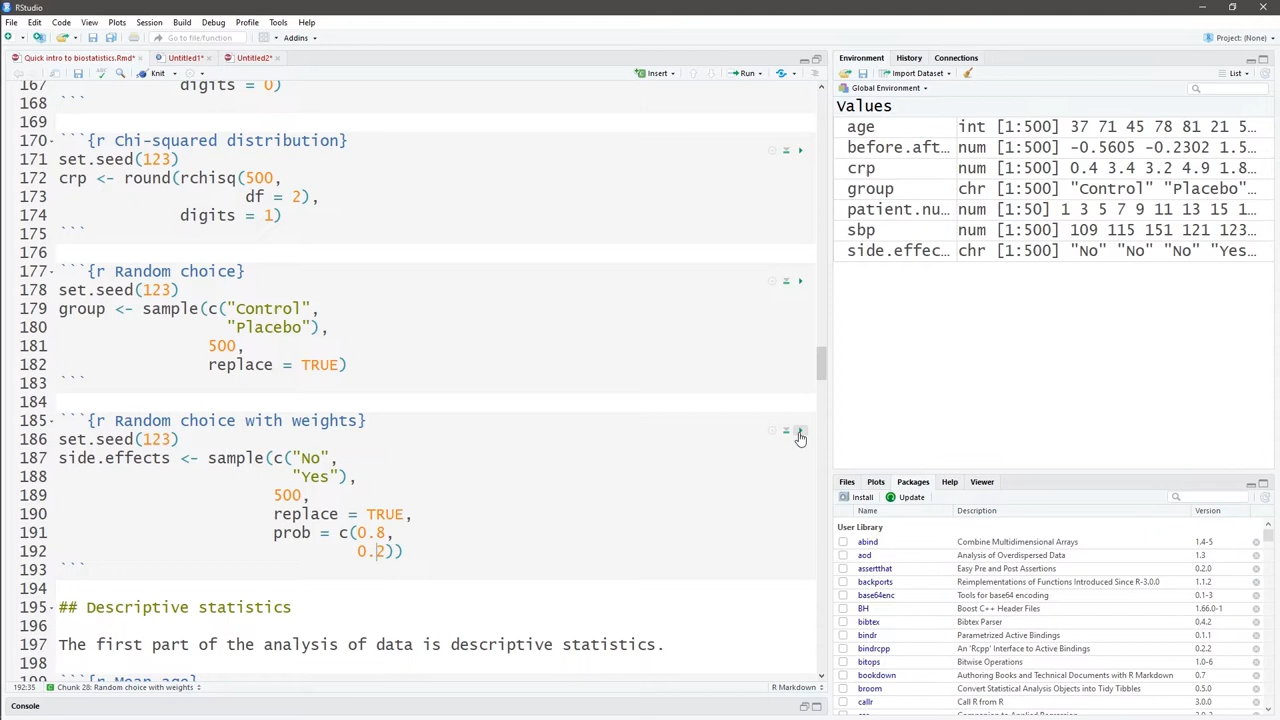 RStudio
File Edit Code View Plots Session Build Debug Profile Tools Help
Go to file/function Addins Project: (None)
Quick intro to biostatistics.Rmd* Untitled1* Untitled2*
Knit Insert Run
167 digits = 0)
168 ```
169
170 ```{r Chi-squared distribution}
171 set.seed(123)
172 crp <- round(rchisq(500,
173 df = 2),
174 digits = 1)
175 ```
176
177 ```{r Random choice}
178 set.seed(123)
179 group <- sample(c("Control",
180 "Placebo"),
181 500,
182 replace = TRUE)
183 ```
184
185 ```{r Random choice with weights}
186 set.seed(123)
187 side.effects <- sample(c("No",
188 "Yes"),
189 500,
190 replace = TRUE,
191 prob = c(0.8,
192 0.2))
193 ```
194
195 ## Descriptive statistics
196
197 The first part of the analysis of data is descriptive statistics.
198
199 ```{r Mean age}
192:35 Chunk 28: Random choice with weights R Markdown
Console
Environment History Connections
Import Dataset List
Global Environment
Values
age int [1:500] 37 71 45 78 81 21 5…
before.aft… num [1:500] -0.5605 -0.2302 1.5…
crp num [1:500] 0.4 3.4 3.2 4.9 1.8…
group chr [1:500] "Control" "Placebo"…
patient.nu… num [1:50] 1 3 5 7 9 11 13 15 1…
sbp num [1:500] 109 115 151 121 123…
side.effec… chr [1:500] "No" "No" "No" "Yes…
Files Plots Packages Help Viewer
Install Update
Name Description Version
User Library
abind Combine Multidimensional Arrays 1.4-5
aod Analysis of Overdispersed Data 1.3
assertthat Easy Pre and Post Assertions 0.2.0
backports Reimplementations of Functions Introduced Since R-3.0.0 1.1.2
base64enc Tools for base64 encoding 0.1-3
BH Boost C++ Header Files 1.66.0-1
bibtex Bibtex Parser 0.4.2
bindr Parametrized Active Bindings 0.1.1
bindrcpp An 'Rcpp' Interface to Active Bindings 0.2.2
bitops Bitwise Operations 1.0-6
bookdown Authoring Books and Technical Documents with R Markdown 0.7
broom Convert Statistical Analysis Objects into Tidy Tibbles 0.5.0
callr Call R from R 3.0.0